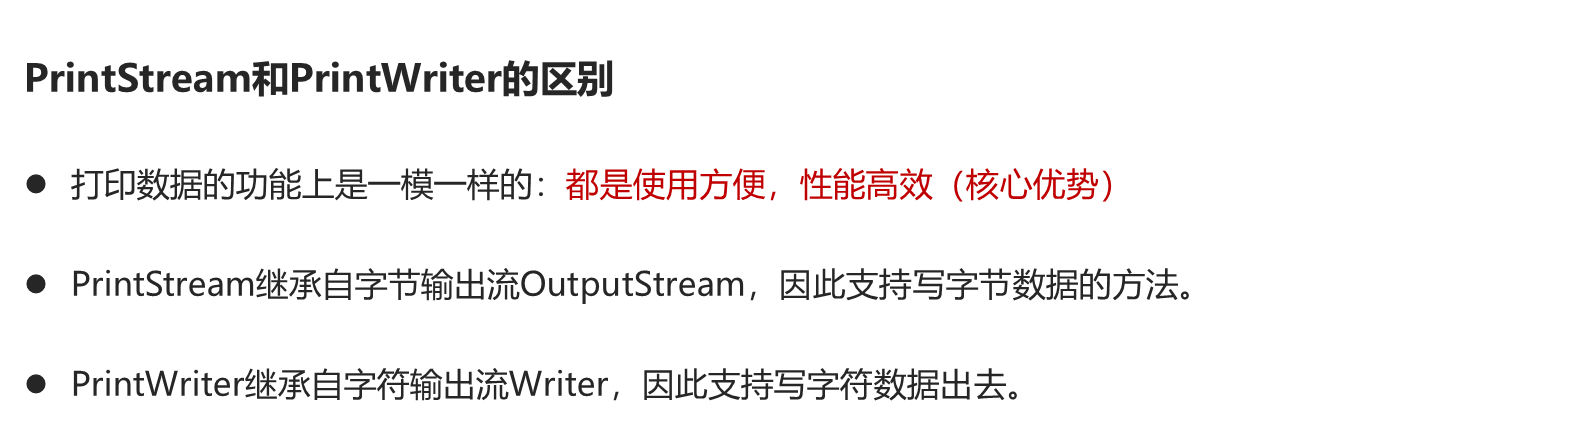 PrintStream和PrintWriter的区别
● 打印数据的功能上是一模一样的：都是使用方便，性能高效（核心优势）
● PrintStream继承自字节输出流OutputStream，因此支持写字节数据的方法。
● PrintWriter继承自字符输出流Writer，因此支持写字符数据出去。